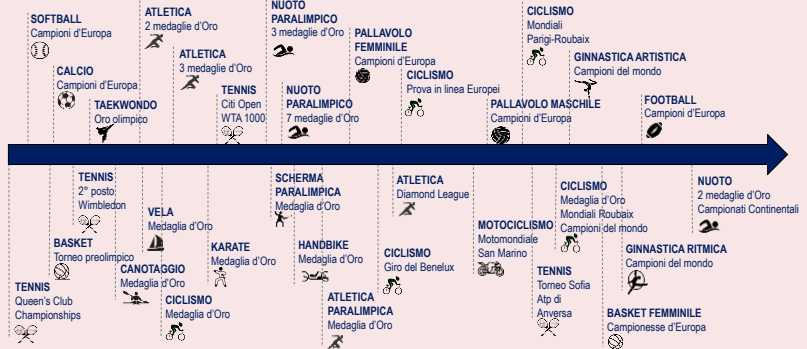 SOFTBALL
Campioni d'Europa
CALCIO
Campioni d'Europa
TAEKWONDO
Oro olimpico
ATLETICA
2 medaglie d'Oro
ATLETICA
3 medaglie d'Oro
TENNIS
Citi Open
WTA 1000
NUOTO
PARALIMPICO
3 medaglie d'Oro
NUOTO
PARALIMPICO
7 medaglie d'Oro
PALLAVOLO
FEMMINILE
Campioni d'Europa
CICLISMO
Prova in linea Europei
PALLAVOLO MASCHILE
Campioni d'Europa
CICLISMO
Mondiali
Parigi-Roubaix
GINNASTICA ARTISTICA
Campioni del mondo
FOOTBALL
Campioni d'Europa
TENNIS
Queen's Club
Championships
BASKET
Torneo preolimpico
TENNIS
2° posto
Wimbledon
CANOTAGGIO
Medaglia d'Oro
VELA
Medaglia d'Oro
CICLISMO
Medaglia d'Oro
KARATE
Medaglia d'Oro
SCHERMA
PARALIMPICA
Medaglia d'Oro
HANDBIKE
Medaglia d'Oro
ATLETICA
PARALIMPICA
Medaglia d'Oro
CICLISMO
Giro del Benelux
ATLETICA
Diamond League
MOTOCICLISMO
Motomondiale
San Marino
TENNIS
Torneo Sofia
Atp di
Anversa
CICLISMO
Medaglia d'Oro
Mondiali Roubaix
Campioni del mondo
BASKET FEMMINILE
Campionesse d'Europa
GINNASTICA RITMICA
Campioni del mondo
NUOTO
2 medaglie d'Oro
Campionati Continentali